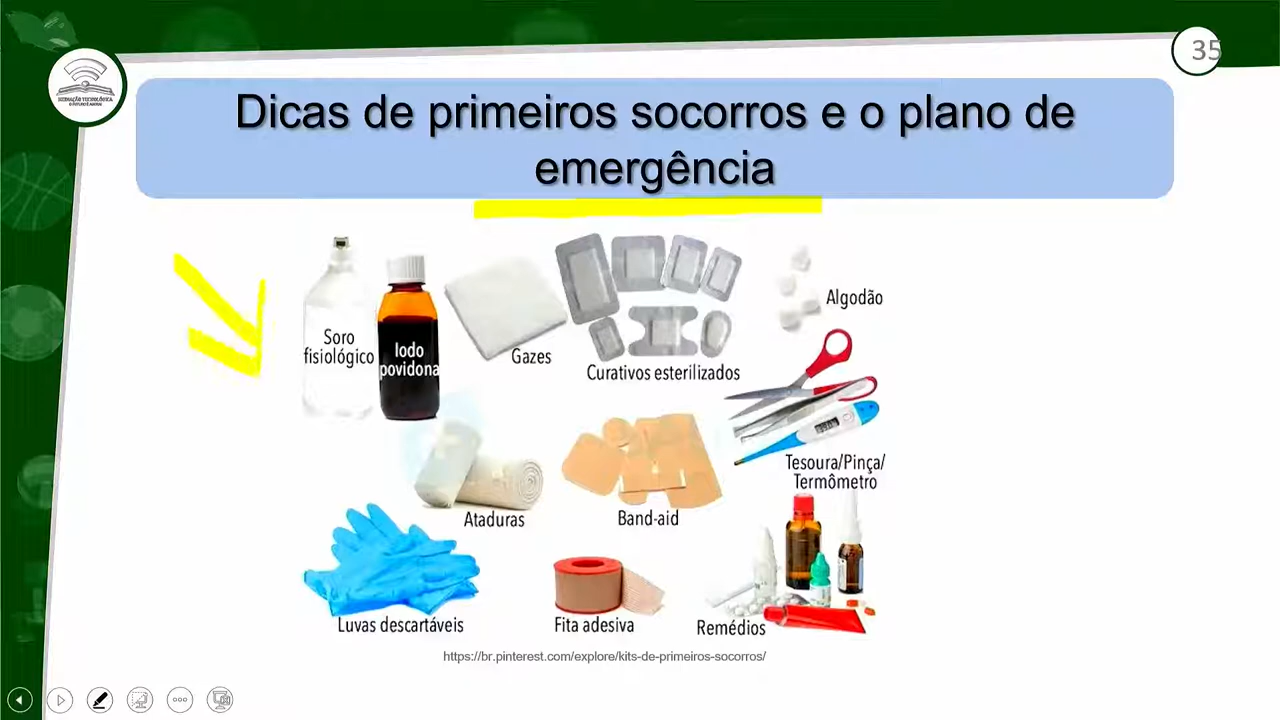 35
Dicas de primeiros socorros e o plano de
emergência
Soro
fisiológico
Iodo
povidona
Gazes
Curativos esterilizados
Algodão
Tesoura/Pinça/
Termômetro
Ataduras
Band-aid
Luvas descartáveis
Fita adesiva
Remédios
https://br.pinterest.com/explore/kits-de-primeiros-socorros/